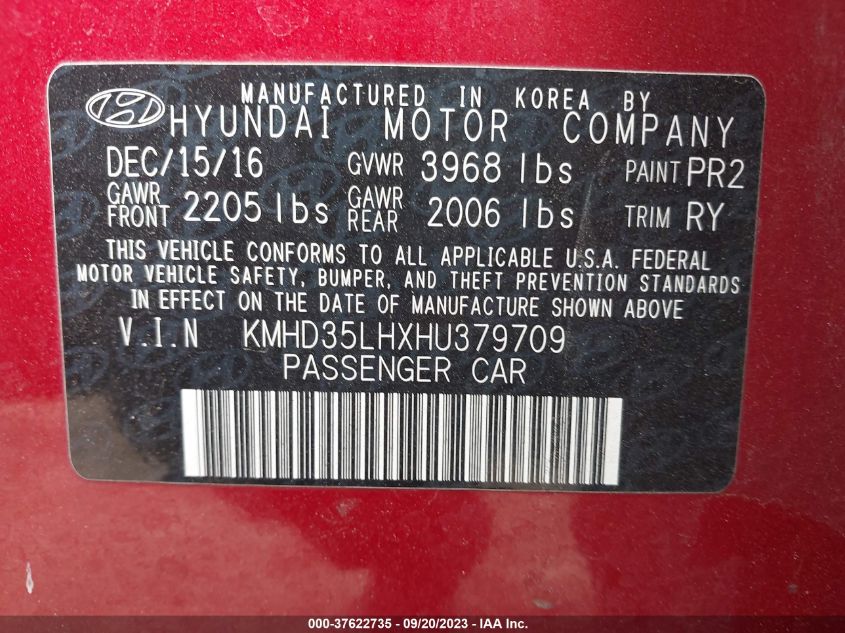 MANUFACTURED IN KOREA BY
HYUNDAI MOTOR COMPANY
DEC/15/16 GVWR 3968 lbs PAINT PR2
GAWR FRONT 2205 lbs GAWR REAR 2006 lbs TRIM RY
THIS VEHICLE CONFORMS TO ALL APPLICABLE U.S.A. FEDERAL
MOTOR VEHICLE SAFETY, BUMPER, AND THEFT PREVENTION STANDARDS
IN EFFECT ON THE DATE OF MANUFACTURE SHOWN ABOVE
V.I.N KMHD35LHXHU379709
PASSENGER CAR
000-37622735 - 09/20/2023 - IAA Inc.